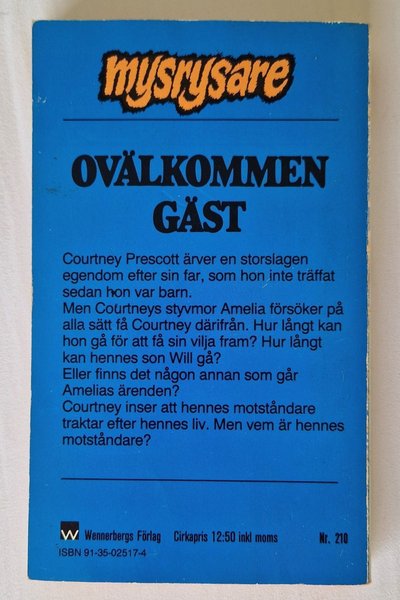 mysrysare
OVÄLKOMMEN
GÄST
Courtney Prescott ärver en storslagen
egendom efter sin far, som hon inte träffat
sedan hon var barn.
Men Courtneys styvmor Amelia försöker på
alla sätt få Courtney därifrån. Hur långt kan
hon gå för att få sin vilja fram? Hur långt
kan hennes son Will gå?
Eller finns det någon annan som går
Amelias ärenden?
Courtney inser att hennes motståndare
traktar efter hennes liv. Men vem är hennes
motståndare?
W Wennerbergs Förlag Cirkapris 12:50 inkl moms Nr. 210
ISBN 91-35-02517-4